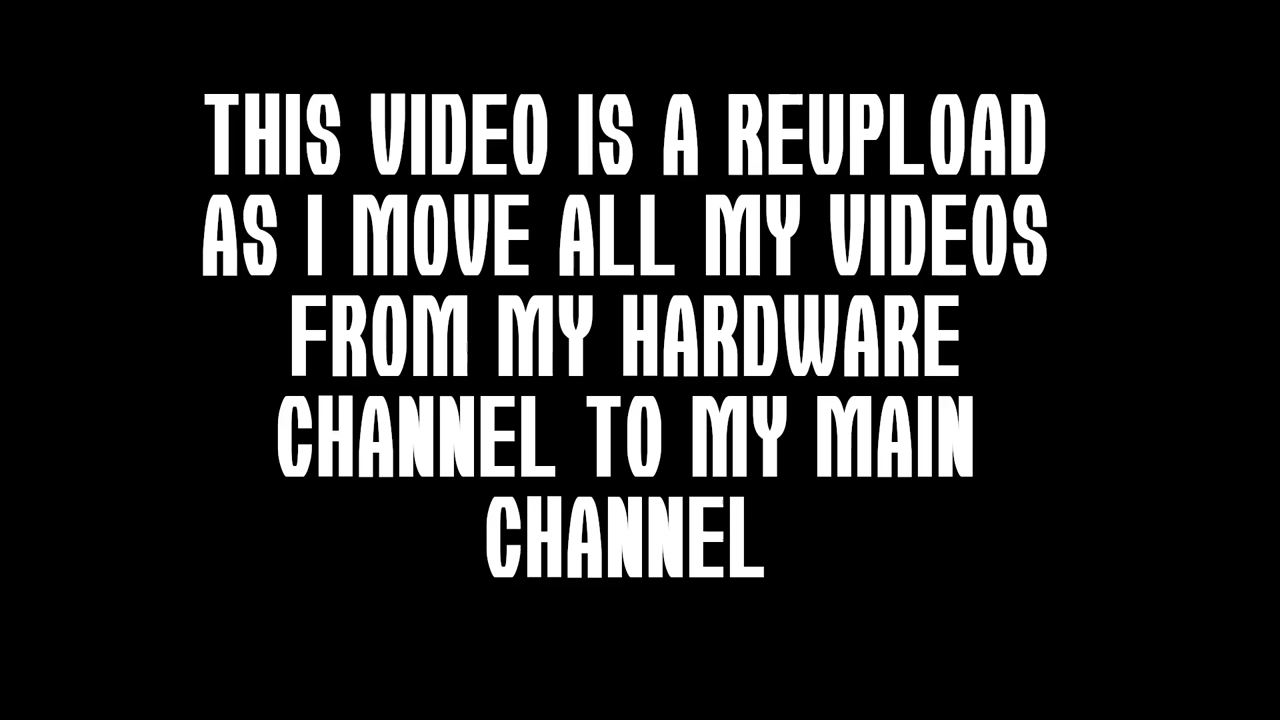 THIS VIDEO IS A REUPLOAD
AS I MOVE ALL MY VIDEOS
FROM MY HARDWARE
CHANNEL TO MY MAIN
CHANNEL